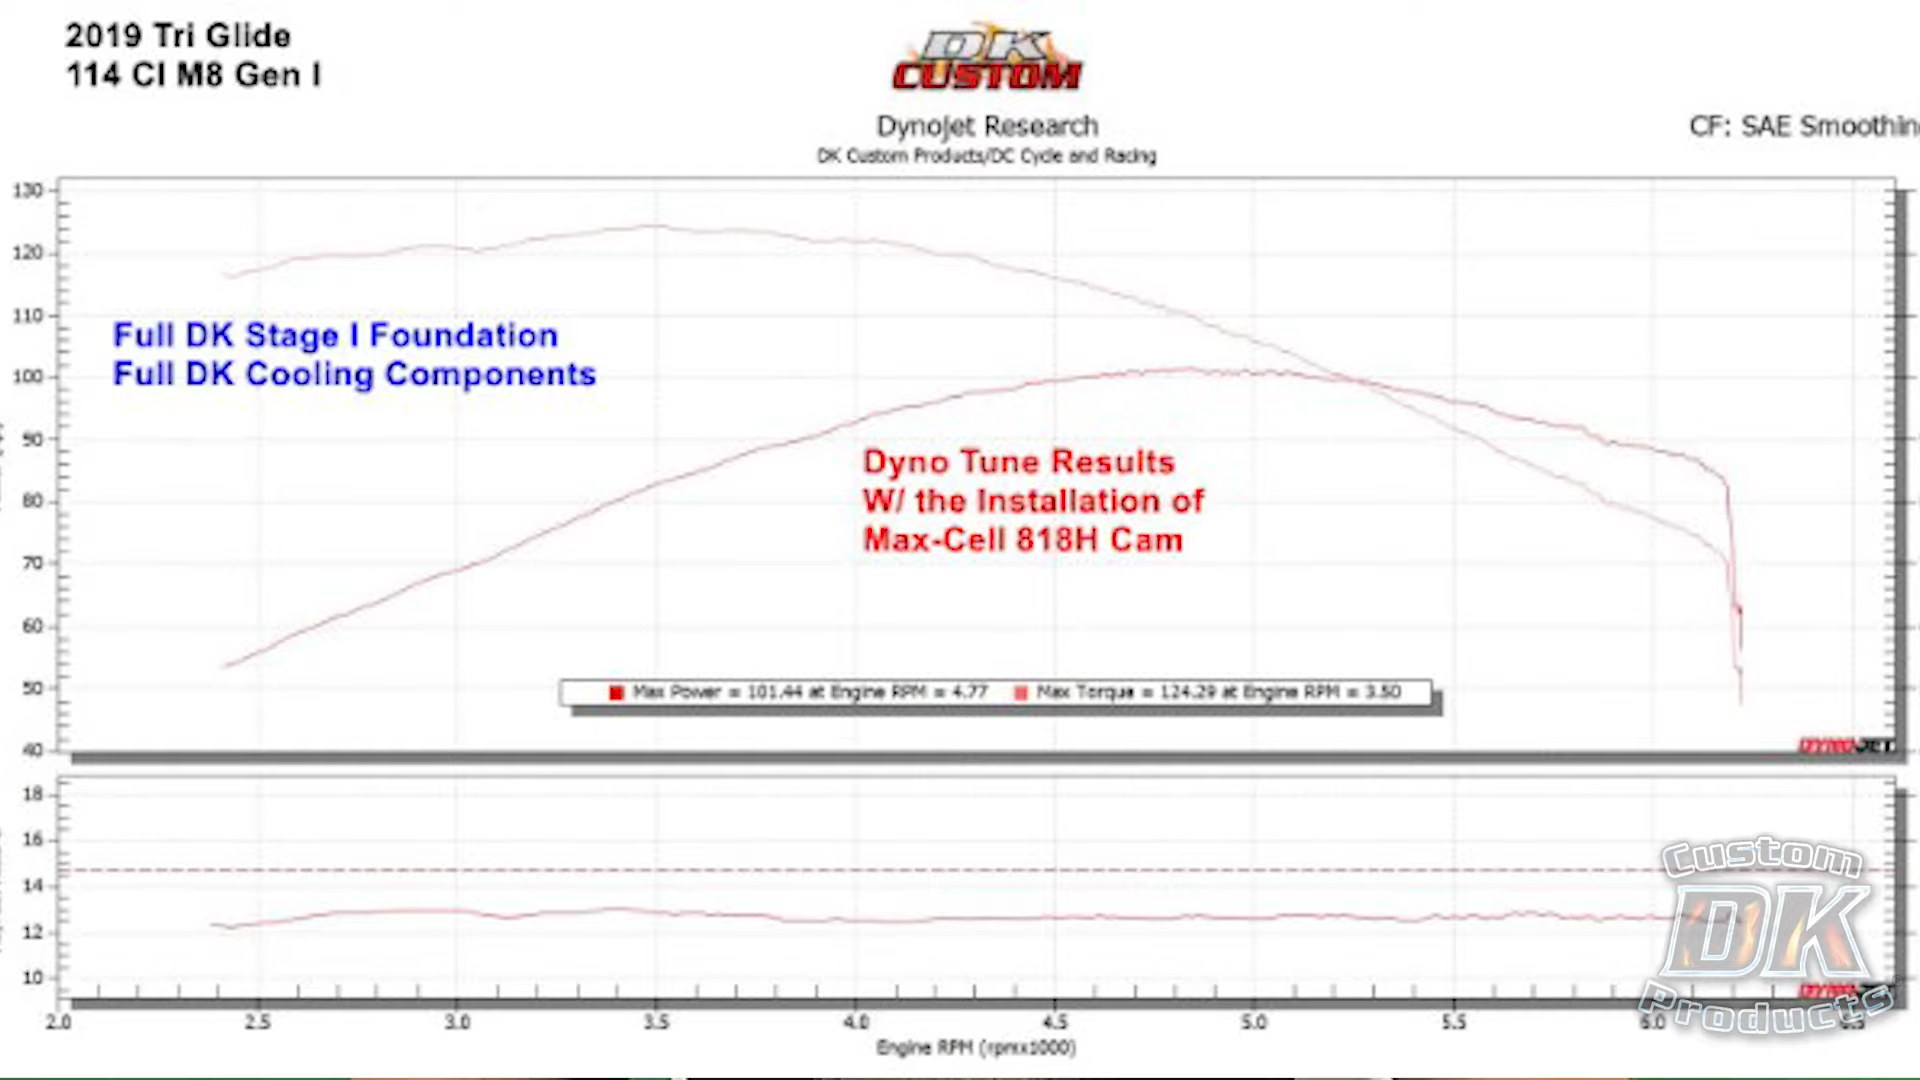 2019 Tri Glide
114 CI M8 Gen I
DK
CUSTOM
Dynojet Research
DK Custom Products/DC Cycle and Racing
CF: SAE Smoothing
130
120
110
100
90
80
70
60
50
40
Full DK Stage I Foundation
Full DK Cooling Components
Dyno Tune Results
W/ the Installation of
Max-Cell 818H Cam
Max Power = 101.44 at Engine RPM = 4.77 Max Torque = 124.29 at Engine RPM = 3.50
DYNOJET
18
16
14
12
10
2.0 2.5 3.0 3.5 4.0 4.5 5.0 5.5 6.0 6.5
Engine RPM (rpmx1000)
Custom
DK
Products